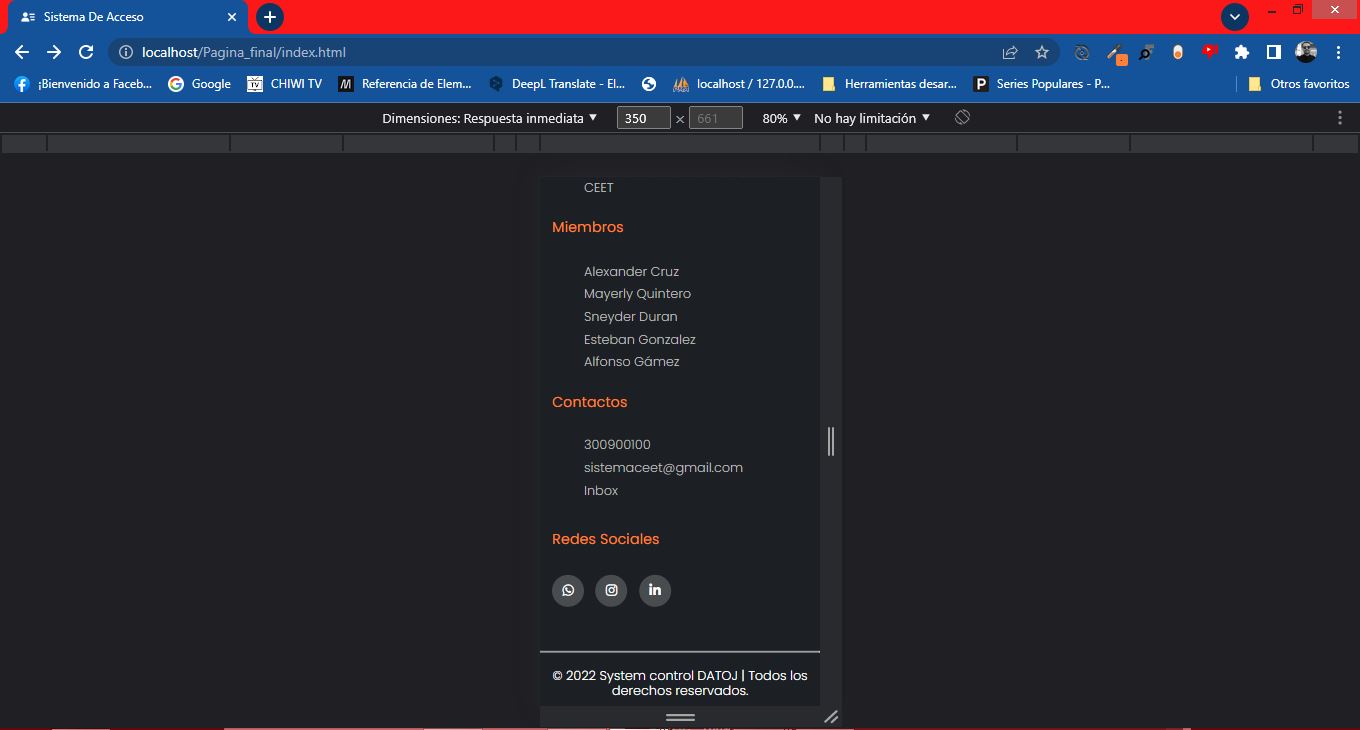 Sistema De Acceso
localhost/Pagina_final/index.html
¡Bienvenido a Faceb... Google CHIWI TV Referencia de Elem... DeepL Translate - El... localhost / 127.0.0.... Herramientas desar... Series Populares - P... Otros favoritos
Dimensiones: Respuesta inmediata 350 × 661 80% No hay limitación
CEET
Miembros
Alexander Cruz
Mayerly Quintero
Sneyder Duran
Esteban Gonzalez
Alfonso Gámez
Contactos
300900100
sistemaceet@gmail.com
Inbox
Redes Sociales
© 2022 System control DATOJ | Todos los
derechos reservados.